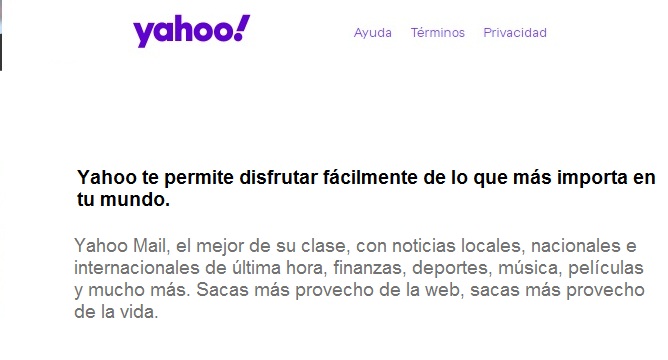 yahoo!
Ayuda Términos Privacidad
Yahoo te permite disfrutar fácilmente de lo que más importa en
tu mundo.
Yahoo Mail, el mejor de su clase, con noticias locales, nacionales e
internacionales de última hora, finanzas, deportes, música, películas
y mucho más. Sacas más provecho de la web, sacas más provecho
de la vida.